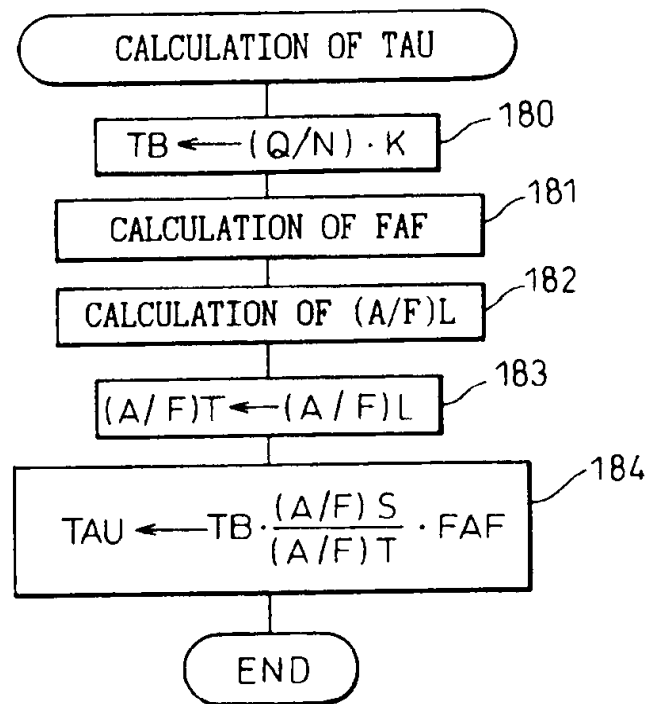 CALCULATION OF TAU
TB ← (Q/N) · K
180
CALCULATION OF FAF
181
CALCULATION OF (A/F)L
182
(A/F)T ← (A/F)L
183
TAU ← TB · (A/F)S / (A/F)T · FAF
184
END